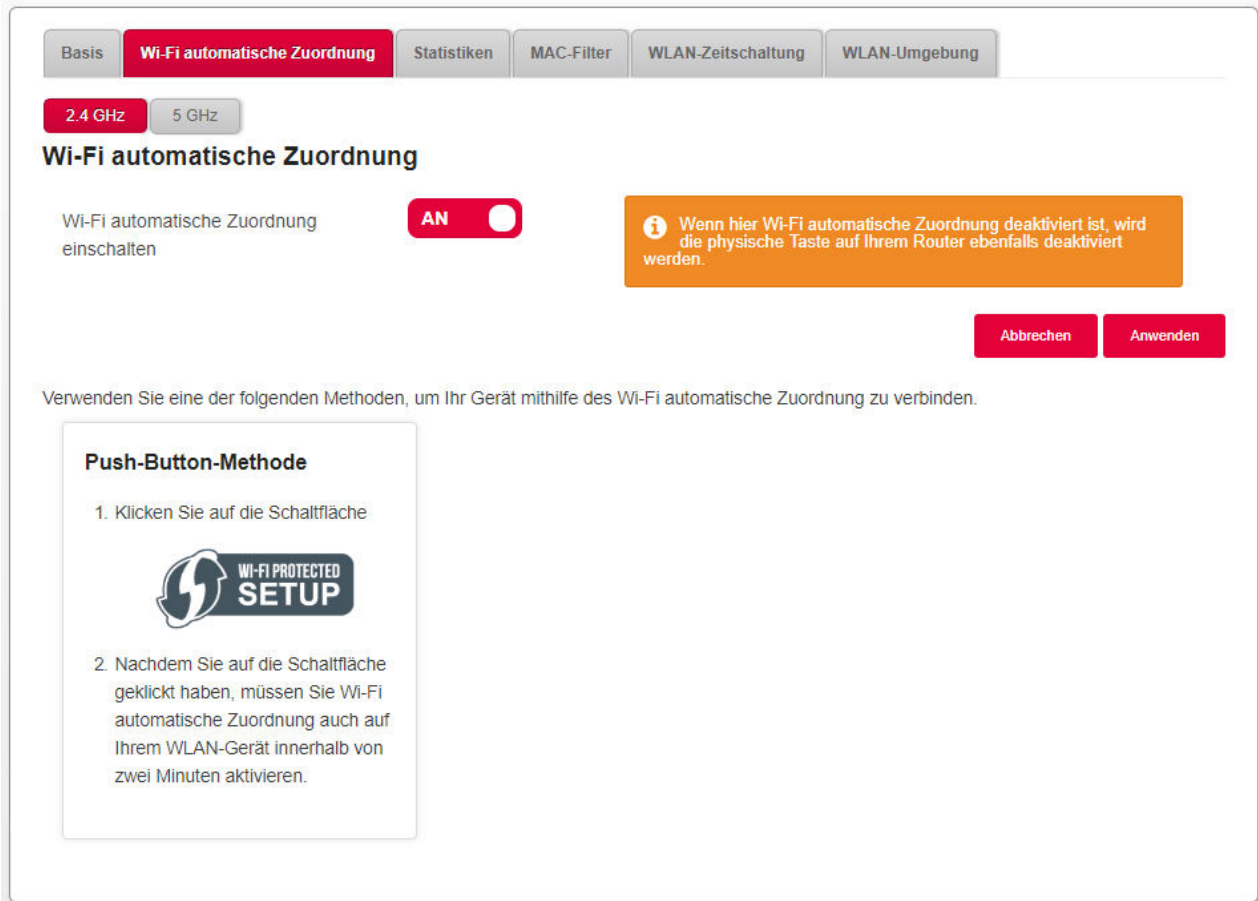 Basis
Wi-Fi automatische Zuordnung
Statistiken
MAC-Filter
WLAN-Zeitschaltung
WLAN-Umgebung
2.4 GHz
5 GHz
Wi-Fi automatische Zuordnung
Wi-Fi automatische Zuordnung
einschalten
AN
Wenn hier Wi-Fi automatische Zuordnung deaktiviert ist, wird
die physische Taste auf Ihrem Router ebenfalls deaktiviert
werden.
Abbrechen
Anwenden
Verwenden Sie eine der folgenden Methoden, um Ihr Gerät mithilfe des Wi-Fi automatische Zuordnung zu verbinden.
Push-Button-Methode
1. Klicken Sie auf die Schaltfläche
WI-FI PROTECTED
SETUP
2. Nachdem Sie auf die Schaltfläche
geklickt haben, müssen Sie Wi-Fi
automatische Zuordnung auch auf
Ihrem WLAN-Gerät innerhalb von
zwei Minuten aktivieren.